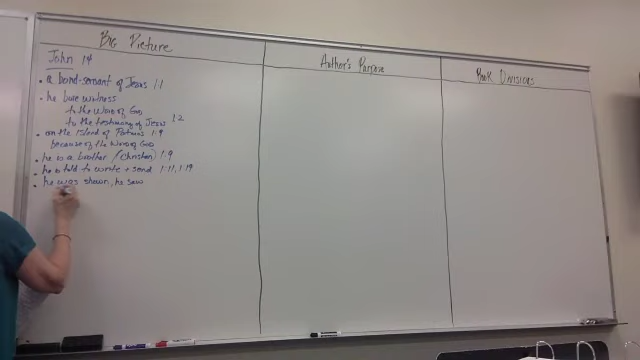 Big Picture
Author's Purpose
Book Divisions
John 14
• a bond-servant of Jesus 1:1
• he bore witness
to the Word of God
to the testimony of Jesus 1:2
• on the Island of Patmos 1:9
because of the Word of God
• he is a brother (Christian) 1:9
• he is told to write + send 1:11, 1:19
• he was shown, he saw